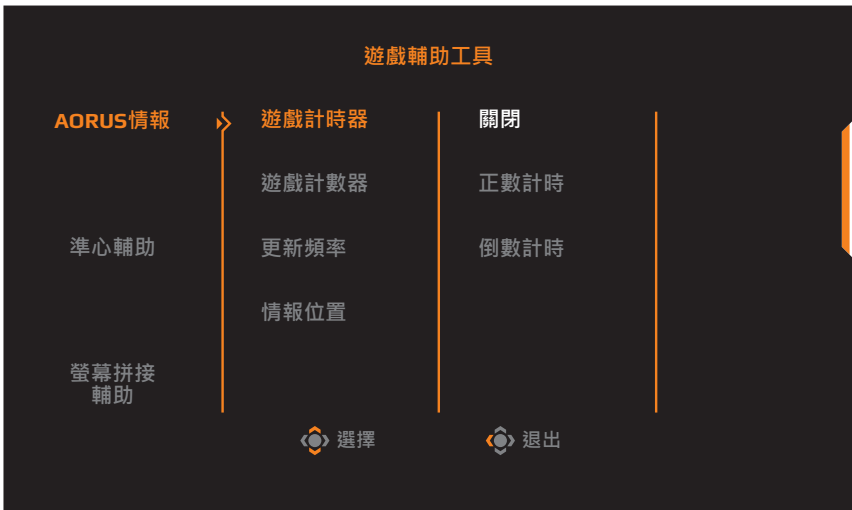 遊戲輔助工具
AORUS情報
遊戲計時器
關閉
遊戲計數器
正數計時
準心輔助
更新頻率
倒數計時
情報位置
螢幕拼接
輔助
選擇
退出